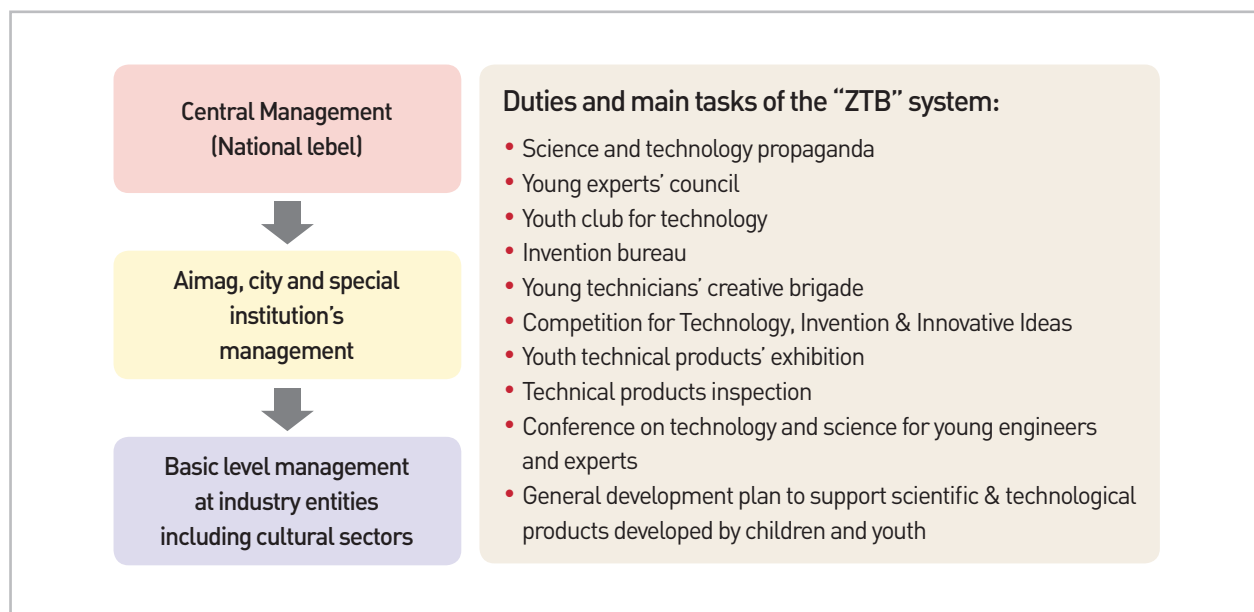 Central Management
(National lebel)
Aimag, city and special
institution's
management
Basic level management
at industry entities
including cultural sectors
Duties and main tasks of the “ZTB” system:
• Science and technology propaganda
• Young experts’ council
• Youth club for technology
• Invention bureau
• Young technicians’ creative brigade
• Competition for Technology, Invention & Innovative Ideas
• Youth technical products’ exhibition
• Technical products inspection
• Conference on technology and science for young engineers
and experts
• General development plan to support scientific & technological
products developed by children and youth